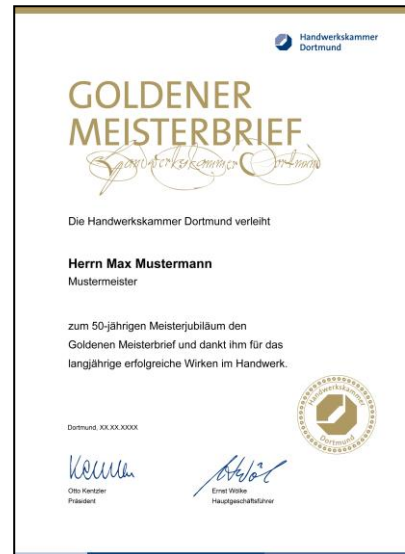 Handwerkskammer
Dortmund
GOLDENER
MEISTERBRIEF
Handwerkskammer Dortmund
Die Handwerkskammer Dortmund verleiht
Herrn Max Mustermann
Mustermeister
zum 50-jährigen Meisterjubiläum den
Goldenen Meisterbrief und dankt ihm für das
langjährige erfolgreiche Wirken im Handwerk.
Handwerkskammer
Dortmund
Dortmund, XX.XX.XXXX
Otto Kentzler
Präsident
Ernst Wölke
Hauptgeschäftsführer